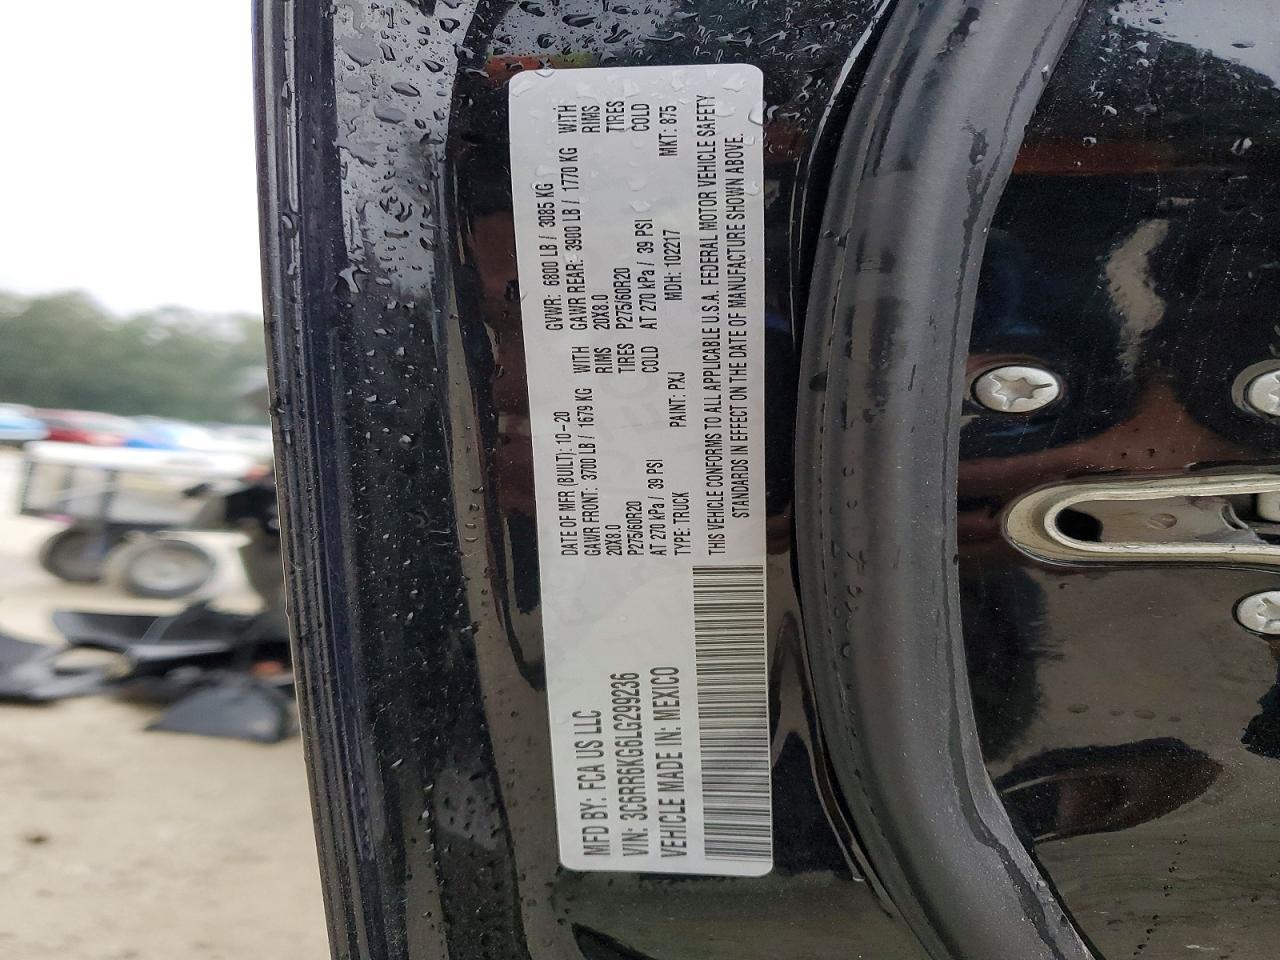 MFD BY: FCA US LLC
VIN: 3C6RR6KG6LG299236
VEHICLE MADE IN: MEXICO
DATE OF MFR (BUILT): 10-20 GVWR: 6800 LB / 3085 KG
GAWR FRONT: 3700 LB / 1679 KG WITH GAWR REAR: 3900 LB / 1770 KG WITH
20X8.0 RIMS 20X8.0 RIMS
P275/60R20 TIRES P275/60R20 TIRES
AT 270 kPa / 39 PSI COLD AT 270 kPa / 39 PSI COLD
TYPE: TRUCK PAINT: PXJ MDH: 102217 MKT: 875
THIS VEHICLE CONFORMS TO ALL APPLICABLE U.S.A. FEDERAL MOTOR VEHICLE SAFETY
STANDARDS IN EFFECT ON THE DATE OF MANUFACTURE SHOWN ABOVE.